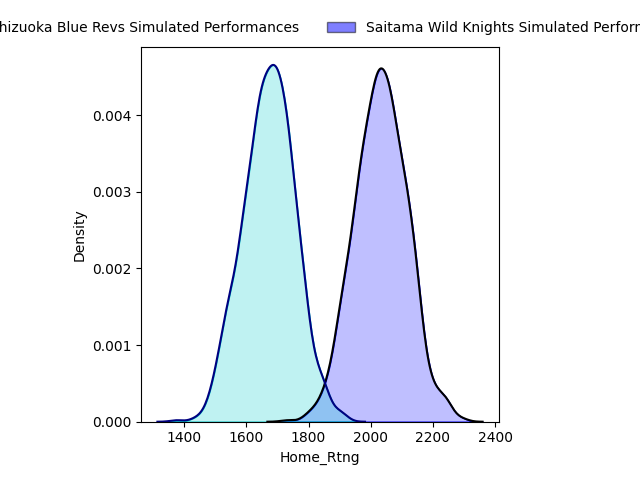 hizuoka Blue Revs Simulated Performances
Saitama Wild Knights Simulated Perfor
0.004
0.003
0.002
0.001
0.000
Density
1400 1600 1800 2000 2200 2400
Home_Rtng